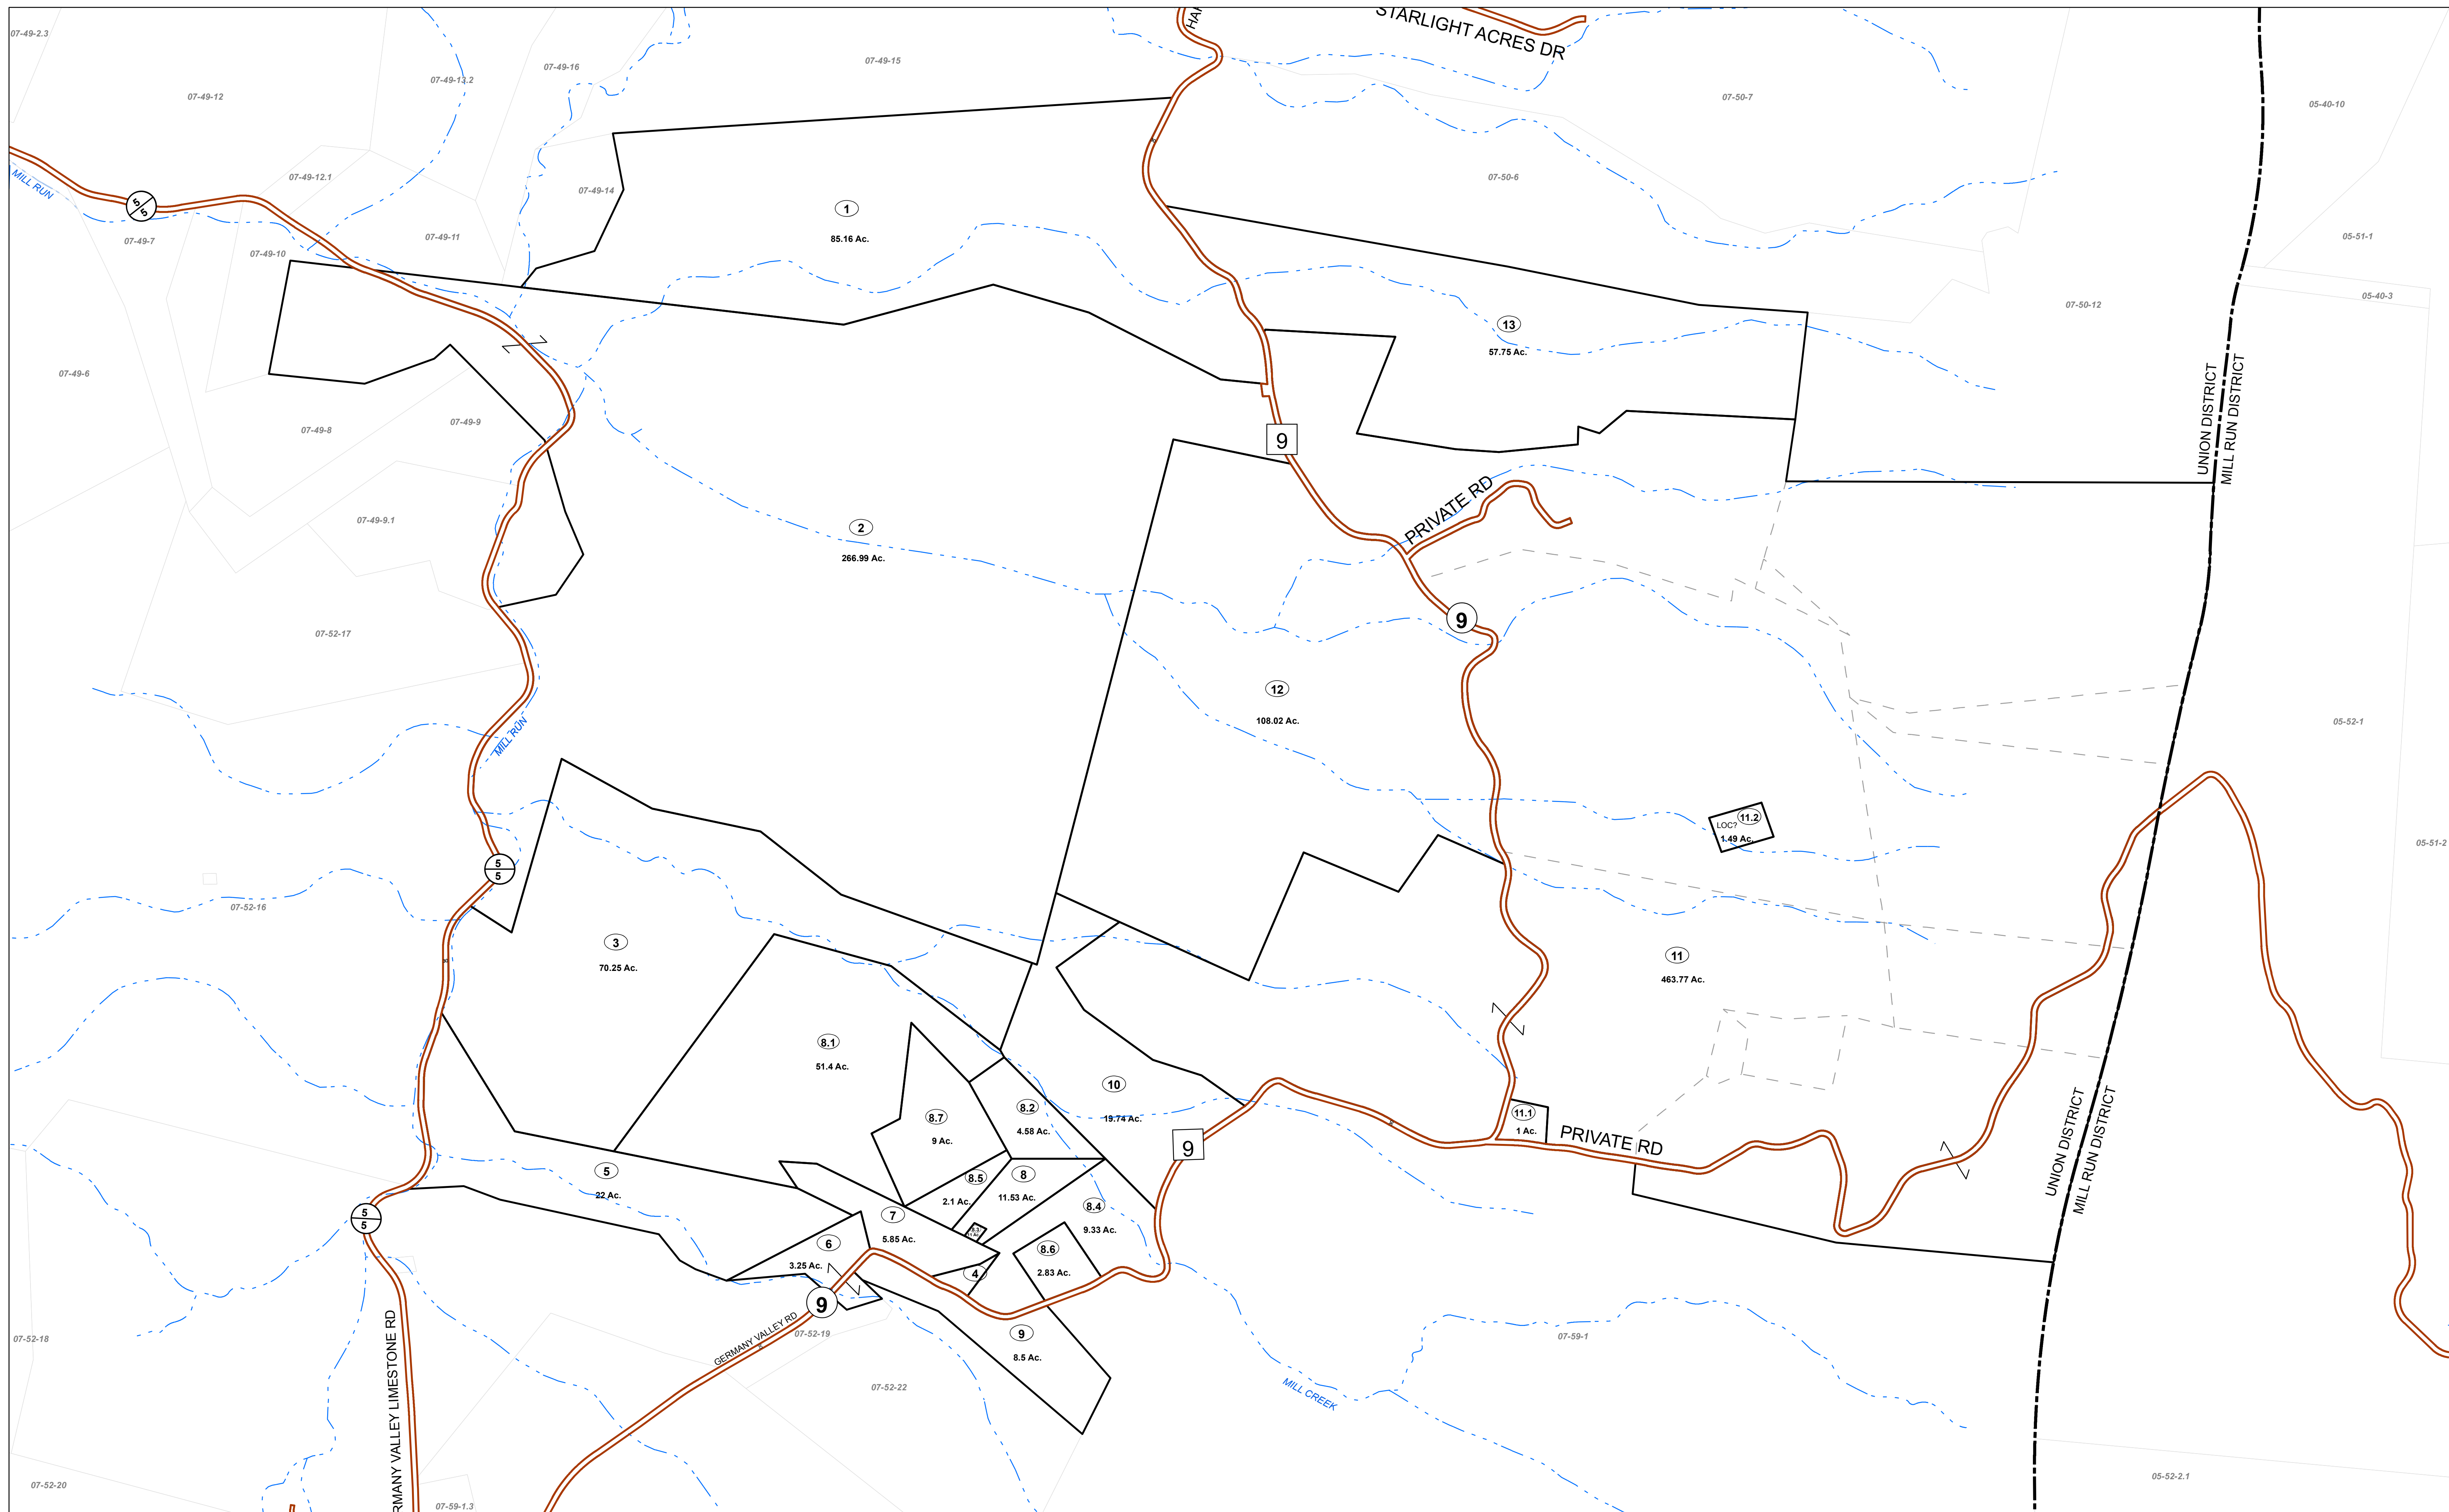 HAR
STARLIGHT ACRES DR
07-49-2.3
07-49-12
07-49-13.2
07-49-16
07-49-15
07-50-7
05-40-10
MILL RUN
5
5
07-49-12.1
07-49-14
07-50-6
07-49-7
07-49-10
07-49-11
1
85.16 Ac.
05-51-1
05-40-3
07-50-12
13
57.75 Ac.
07-49-6
07-49-8
07-49-9
9
UNION DISTRICT
MILL RUN DISTRICT
PRIVATE RD
07-49-9.1
2
266.99 Ac.
9
07-52-17
12
108.02 Ac.
05-52-1
MILL RUN
LOC?
11.2
1.49 Ac.
05-51-2
5
5
07-52-16
3
70.25 Ac.
11
463.77 Ac.
8.1
51.4 Ac.
10
19.74 Ac.
8.7
9 Ac.
8.2
4.58 Ac.
11.1
1 Ac.
PRIVATE RD
9
UNION DISTRICT
MILL RUN DISTRICT
5
22 Ac.
8.5
2.1 Ac.
8
11.53 Ac.
8.4
9.33 Ac.
5
5
7
5.85 Ac.
8.3
6
3.25 Ac.
8.6
2.83 Ac.
4
9
GERMANY VALLEY RD
07-52-19
9
8.5 Ac.
07-52-18
07-59-1
07-52-22
MILL CREEK
RMANY VALLEY LIMESTONE RD
07-52-20
07-59-1.3
05-52-2.1